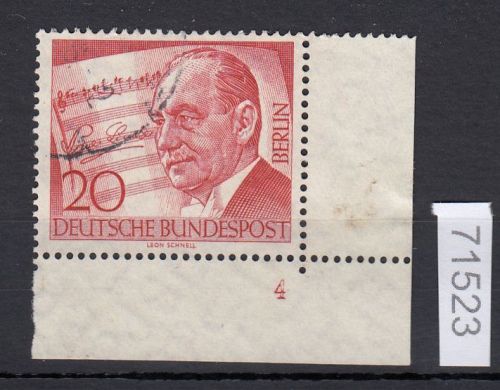 BERLIN
20
DEUTSCHE BUNDESPOST
LEON SCHNELL
4
71523